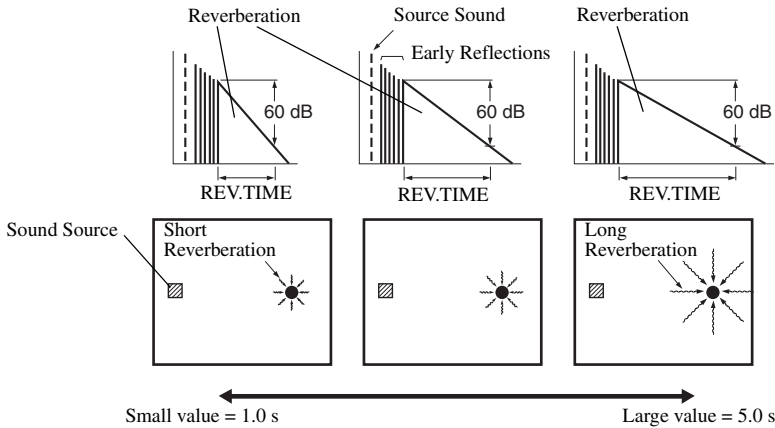 Reverberation
Source Sound
Reverberation
Early Reflections
60 dB
60 dB
60 dB
REV.TIME
REV.TIME
REV.TIME
Sound Source
Short
Reverberation
Long
Reverberation
Small value = 1.0 s
Large value = 5.0 s